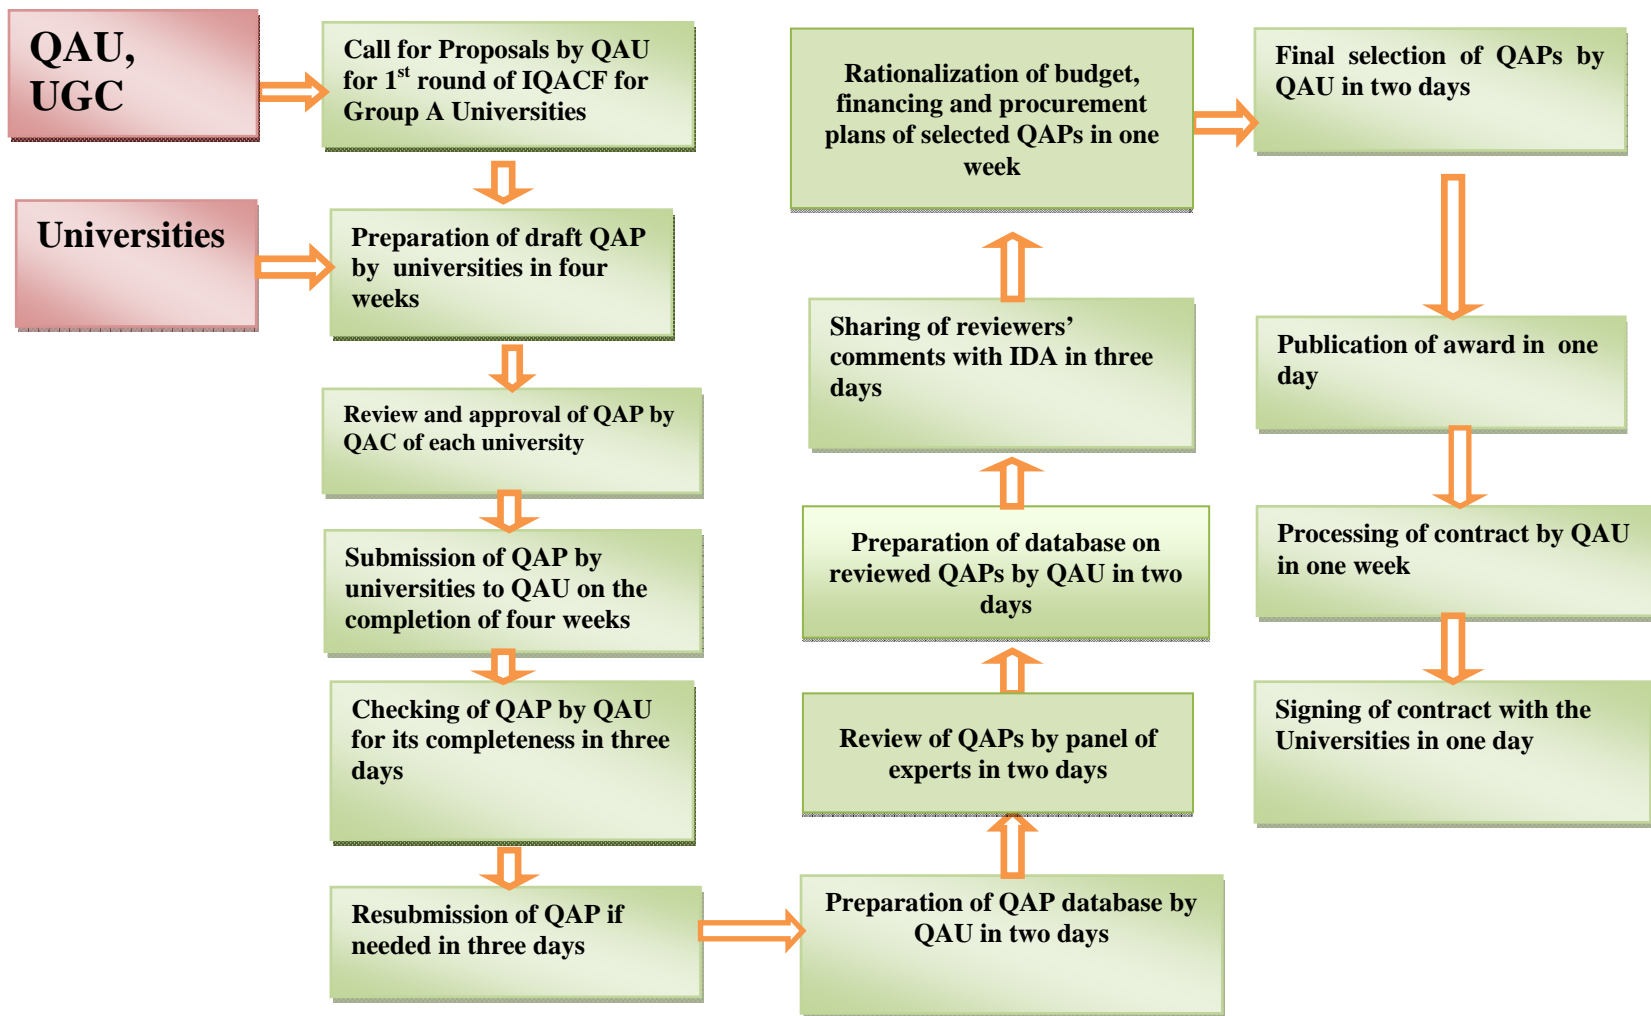 QAU,
UGC
Call for Proposals by QAU
for 1st round of IQACF for
Group A Universities
Universities
Preparation of draft QAP
by universities in four
weeks
Review and approval of QAP by
QAC of each university
Submission of QAP by
universities to QAU on the
completion of four weeks
Checking of QAP by QAU
for its completeness in three
days
Resubmission of QAP if
needed in three days
Preparation of QAP database by
QAU in two days
Review of QAPs by panel of
experts in two days
Preparation of database on
reviewed QAPs by QAU in two
days
Sharing of reviewers’
comments with IDA in three
days
Rationalization of budget,
financing and procurement
plans of selected QAPs in one
week
Final selection of QAPs by
QAU in two days
Publication of award in one
day
Processing of contract by QAU
in one week
Signing of contract with the
Universities in one day